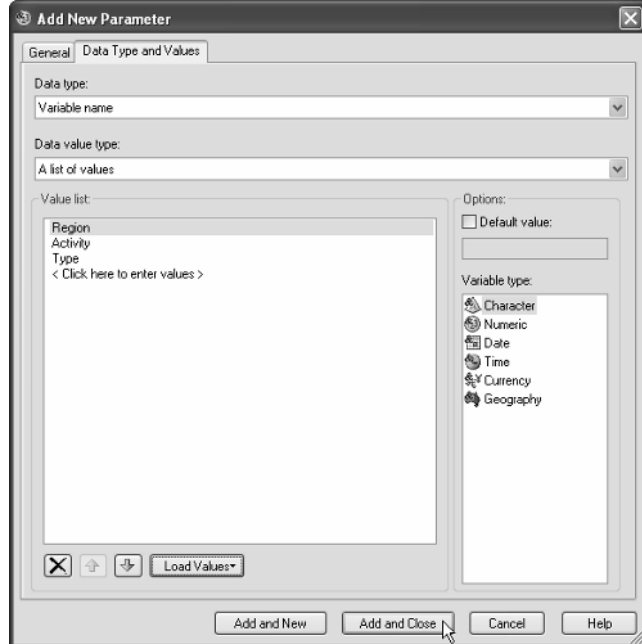 Add New Parameter
General
Data Type and Values
Data type:
Variable name
Data value type:
A list of values
Value list:
Region
Activity
Type
< Click here to enter values >
Options:
Default value:
Variable type:
Character
Numeric
Date
Time
Currency
Geography
Load Values
Add and New
Add and Close
Cancel
Help